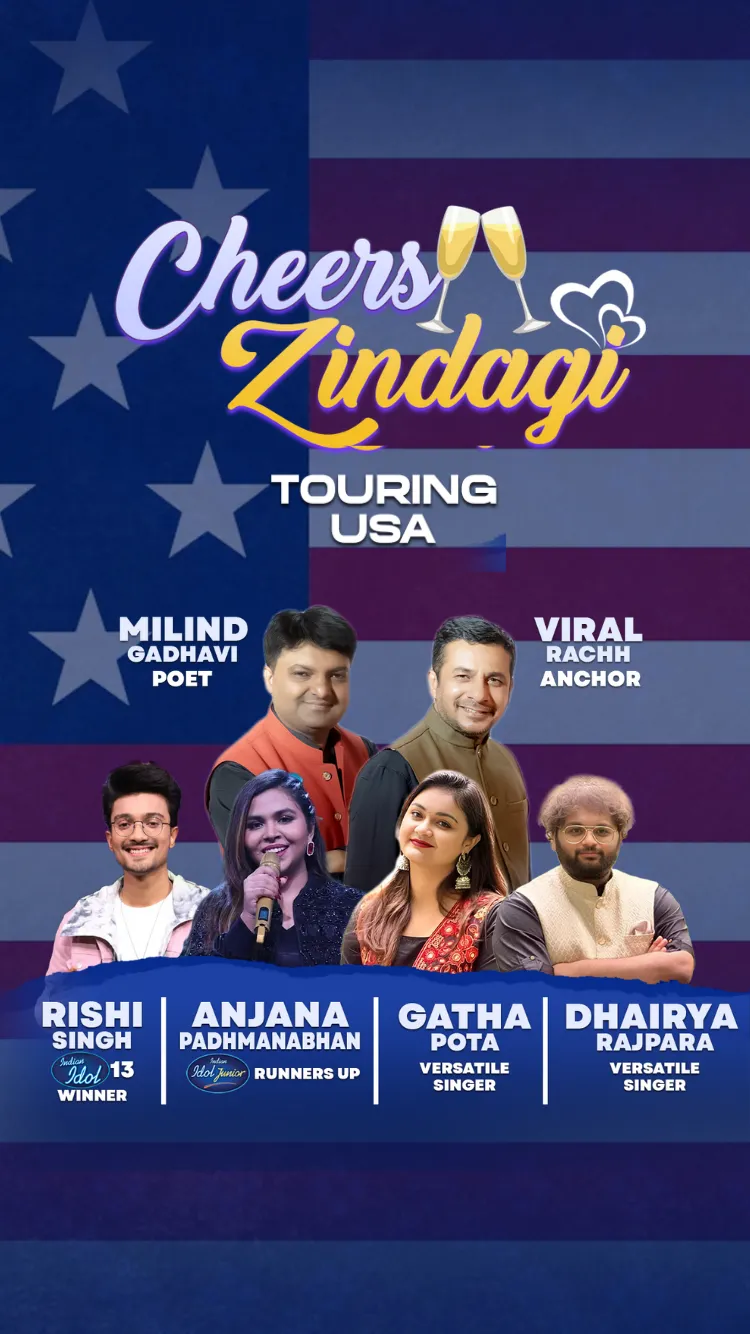 Cheers
Zindagi
TOURING
USA
MILIND
GADHAVI
POET
VIRAL
RACHH
ANCHOR
RISHI
SINGH
Indian
Idol 13
WINNER
ANJANA
PADHMANABHAN
Indian
Idol Junior RUNNERS UP
GATHA
POTA
VERSATILE
SINGER
DHAIRYA
RAJPARA
VERSATILE
SINGER